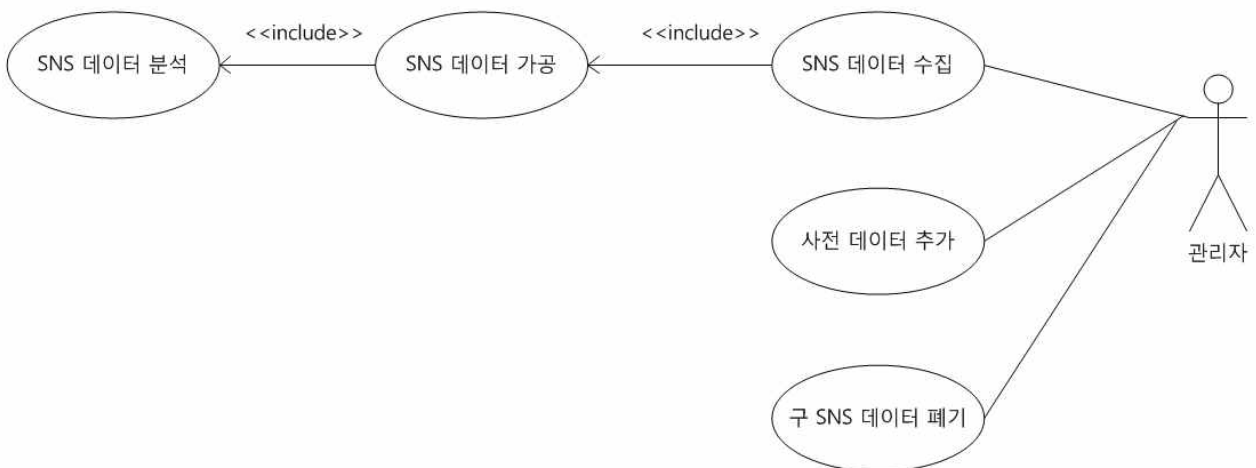 <<include>>
<<include>>
SNS 데이터 분석
SNS 데이터 가공
SNS 데이터 수집
사전 데이터 추가
관리자
구 SNS 데이터 폐기